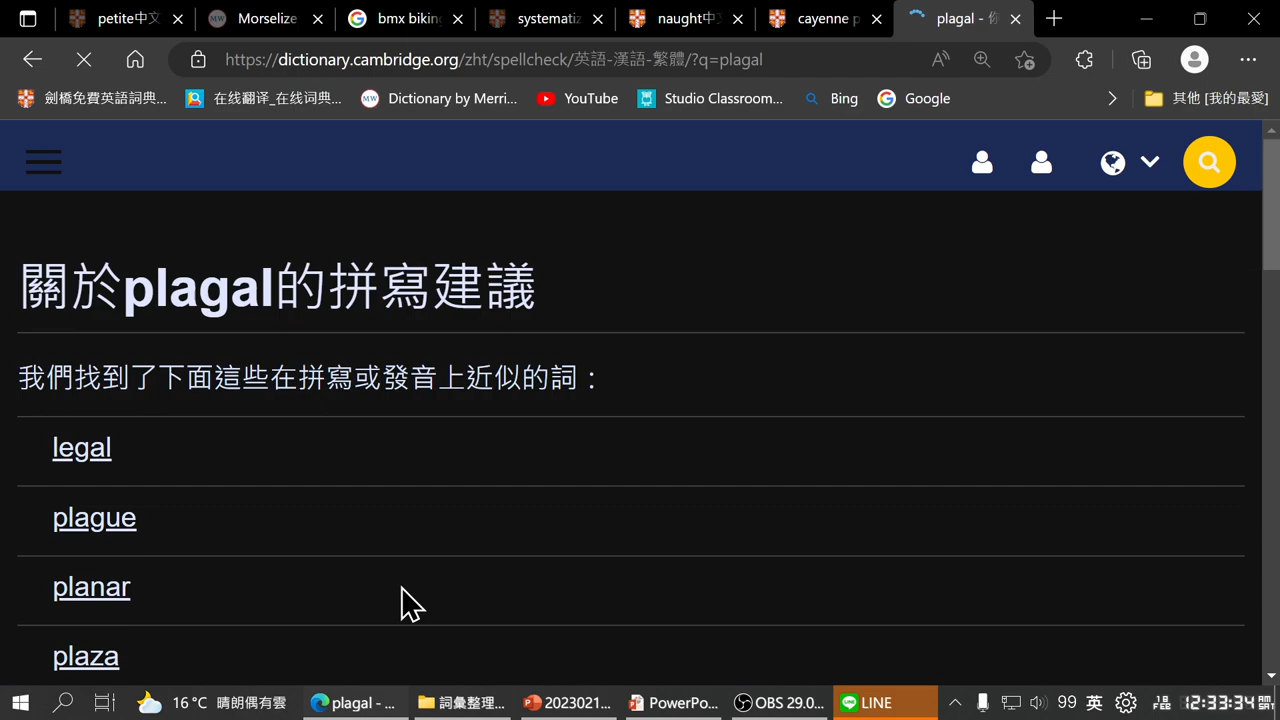 petite中文
Morselize
bmx biking
systematiz
naught中文
cayenne p
plagal - 你
https://dictionary.cambridge.org/zht/spellcheck/英語-漢語-繁體/?q=plagal
劍橋免費英語詞典...
在线翻译_在线词典...
Dictionary by Merri...
YouTube
Studio Classroom...
Bing
Google
其他 [我的最愛]
關於plagal的拼寫建議
我們找到了下面這些在拼寫或發音上近似的詞：
legal
plague
planar
plaza
16°C 晴朗偶有雲
plagal - ...
詞彙整理...
2023021...
PowerPo...
OBS 29.0...
LINE
99
英
12:33:34